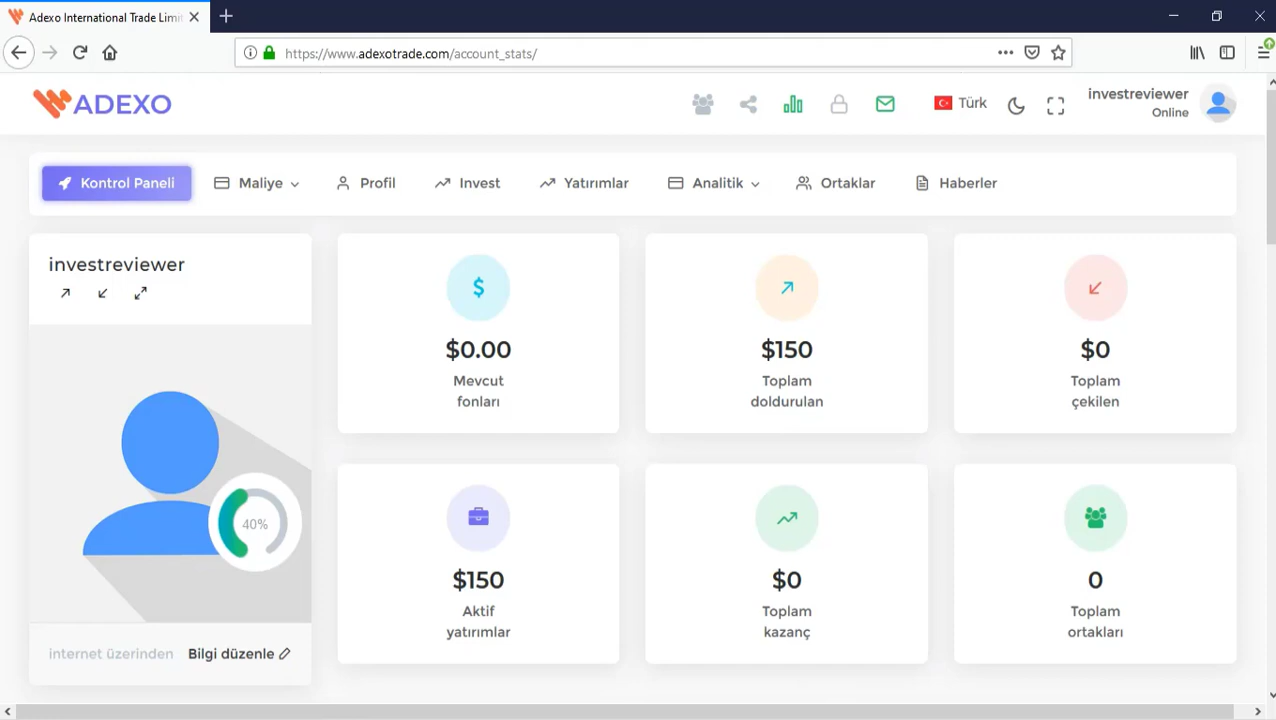 Adexo International Trade Limi
https://www.adexotrade.com/account_stats/
ADEXO
Türk
investreviewer
Online
Kontrol Paneli
Maliye
Profil
Invest
Yatırımlar
Analitik
Ortaklar
Haberler
investreviewer
40%
internet üzerinden
Bilgi düzenle
$
$0.00
Mevcut
fonları
$150
Toplam
doldurulan
$0
Toplam
çekilen
$150
Aktif
yatırımlar
$0
Toplam
kazanç
0
Toplam
ortakları